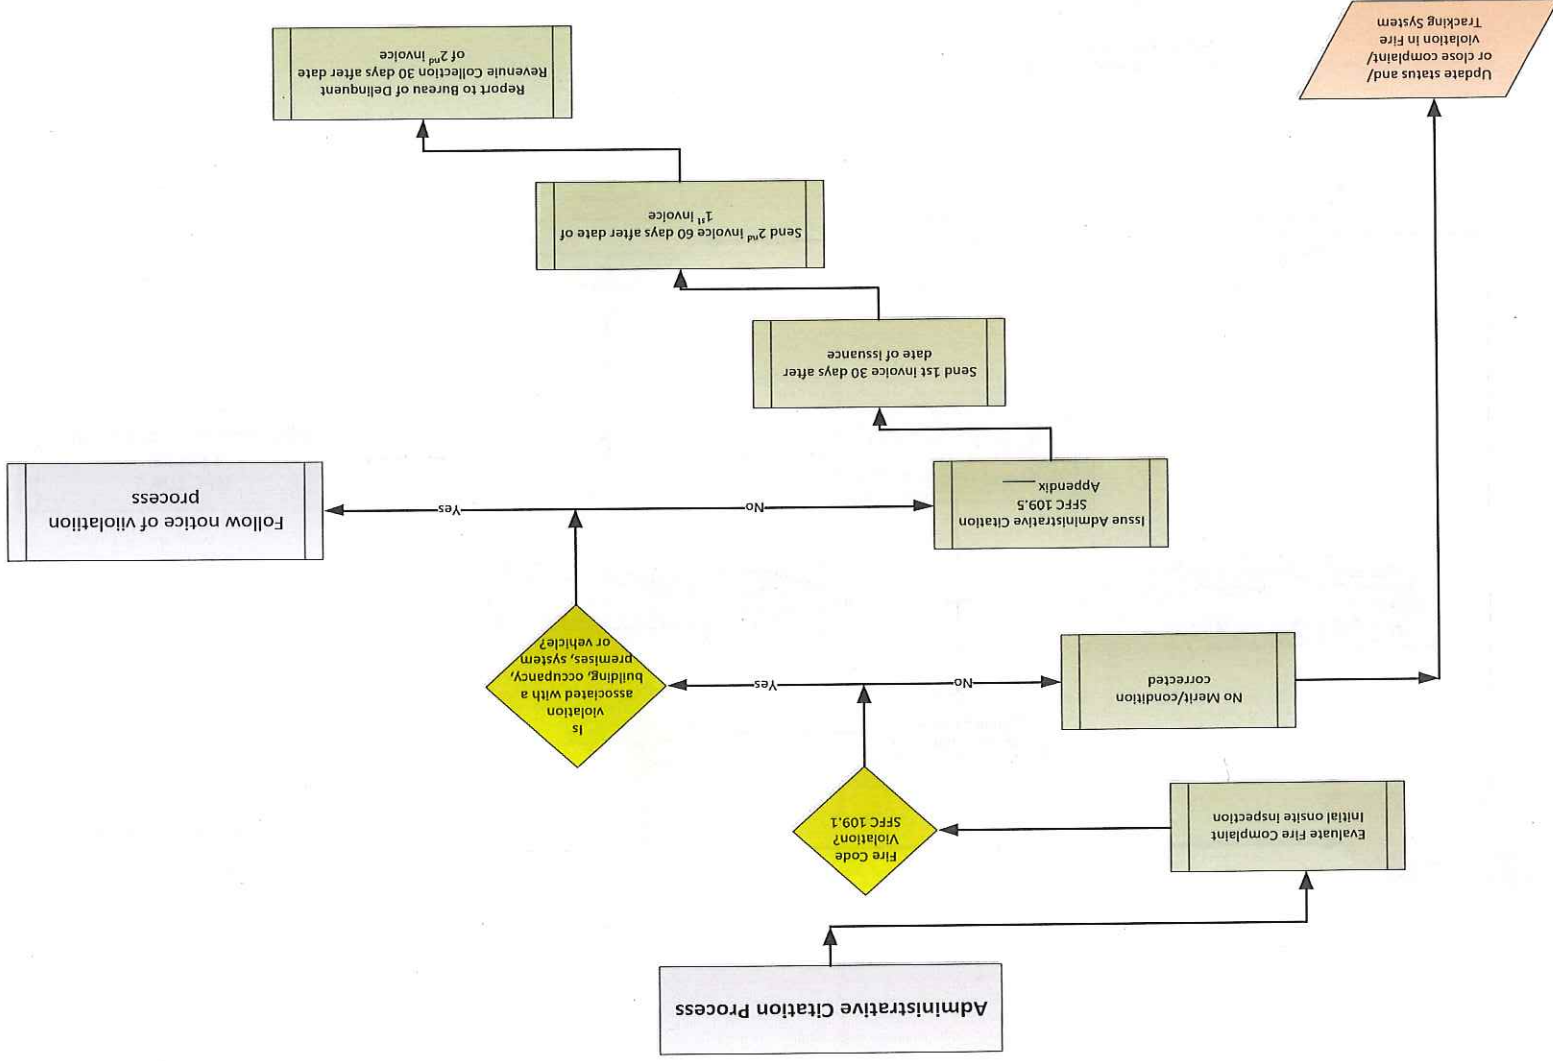 Administrative Citation Process
Evaluate Fire Complaint
Initial onsite inspection
Fire Code
Violation?
SFFC 109.1
No
Yes
No Merit/condition
corrected
Is
violation
associated with a
building, occupancy,
premises, system
or vehicle?
No
Yes
Issue Administrative Citation
SFFC 109.5
Appendix ____
Follow notice of viiolatiion
process
Send 1st invoice 30 days after
date of issuance
Send 2nd invoice 60 days after date of
1st invoice
Report to Bureau of Delinquent
Revenuie Collection 30 days after date
of 2nd invoice
Update status and/
or close complaint/
violation in Fire
Tracking System